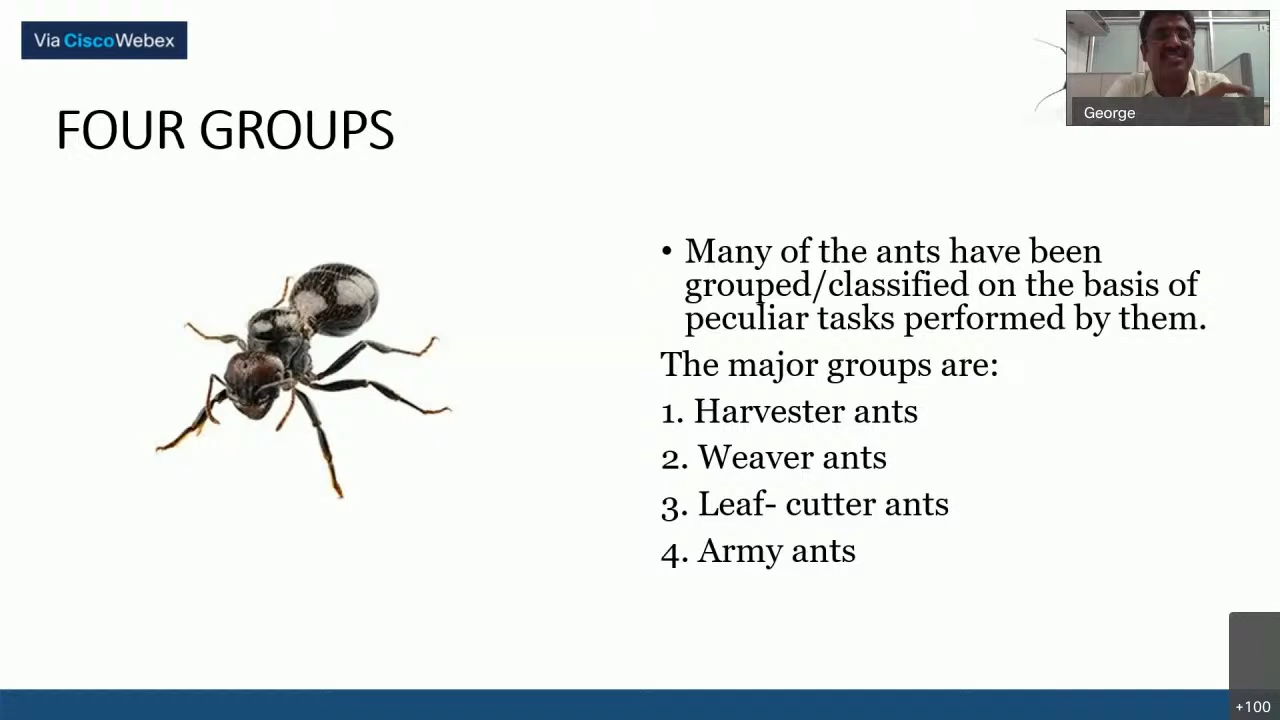 Via CiscoWebex
George
FOUR GROUPS
• Many of the ants have been
grouped/classified on the basis of
peculiar tasks performed by them.
The major groups are:
1. Harvester ants
2. Weaver ants
3. Leaf- cutter ants
4. Army ants
+100